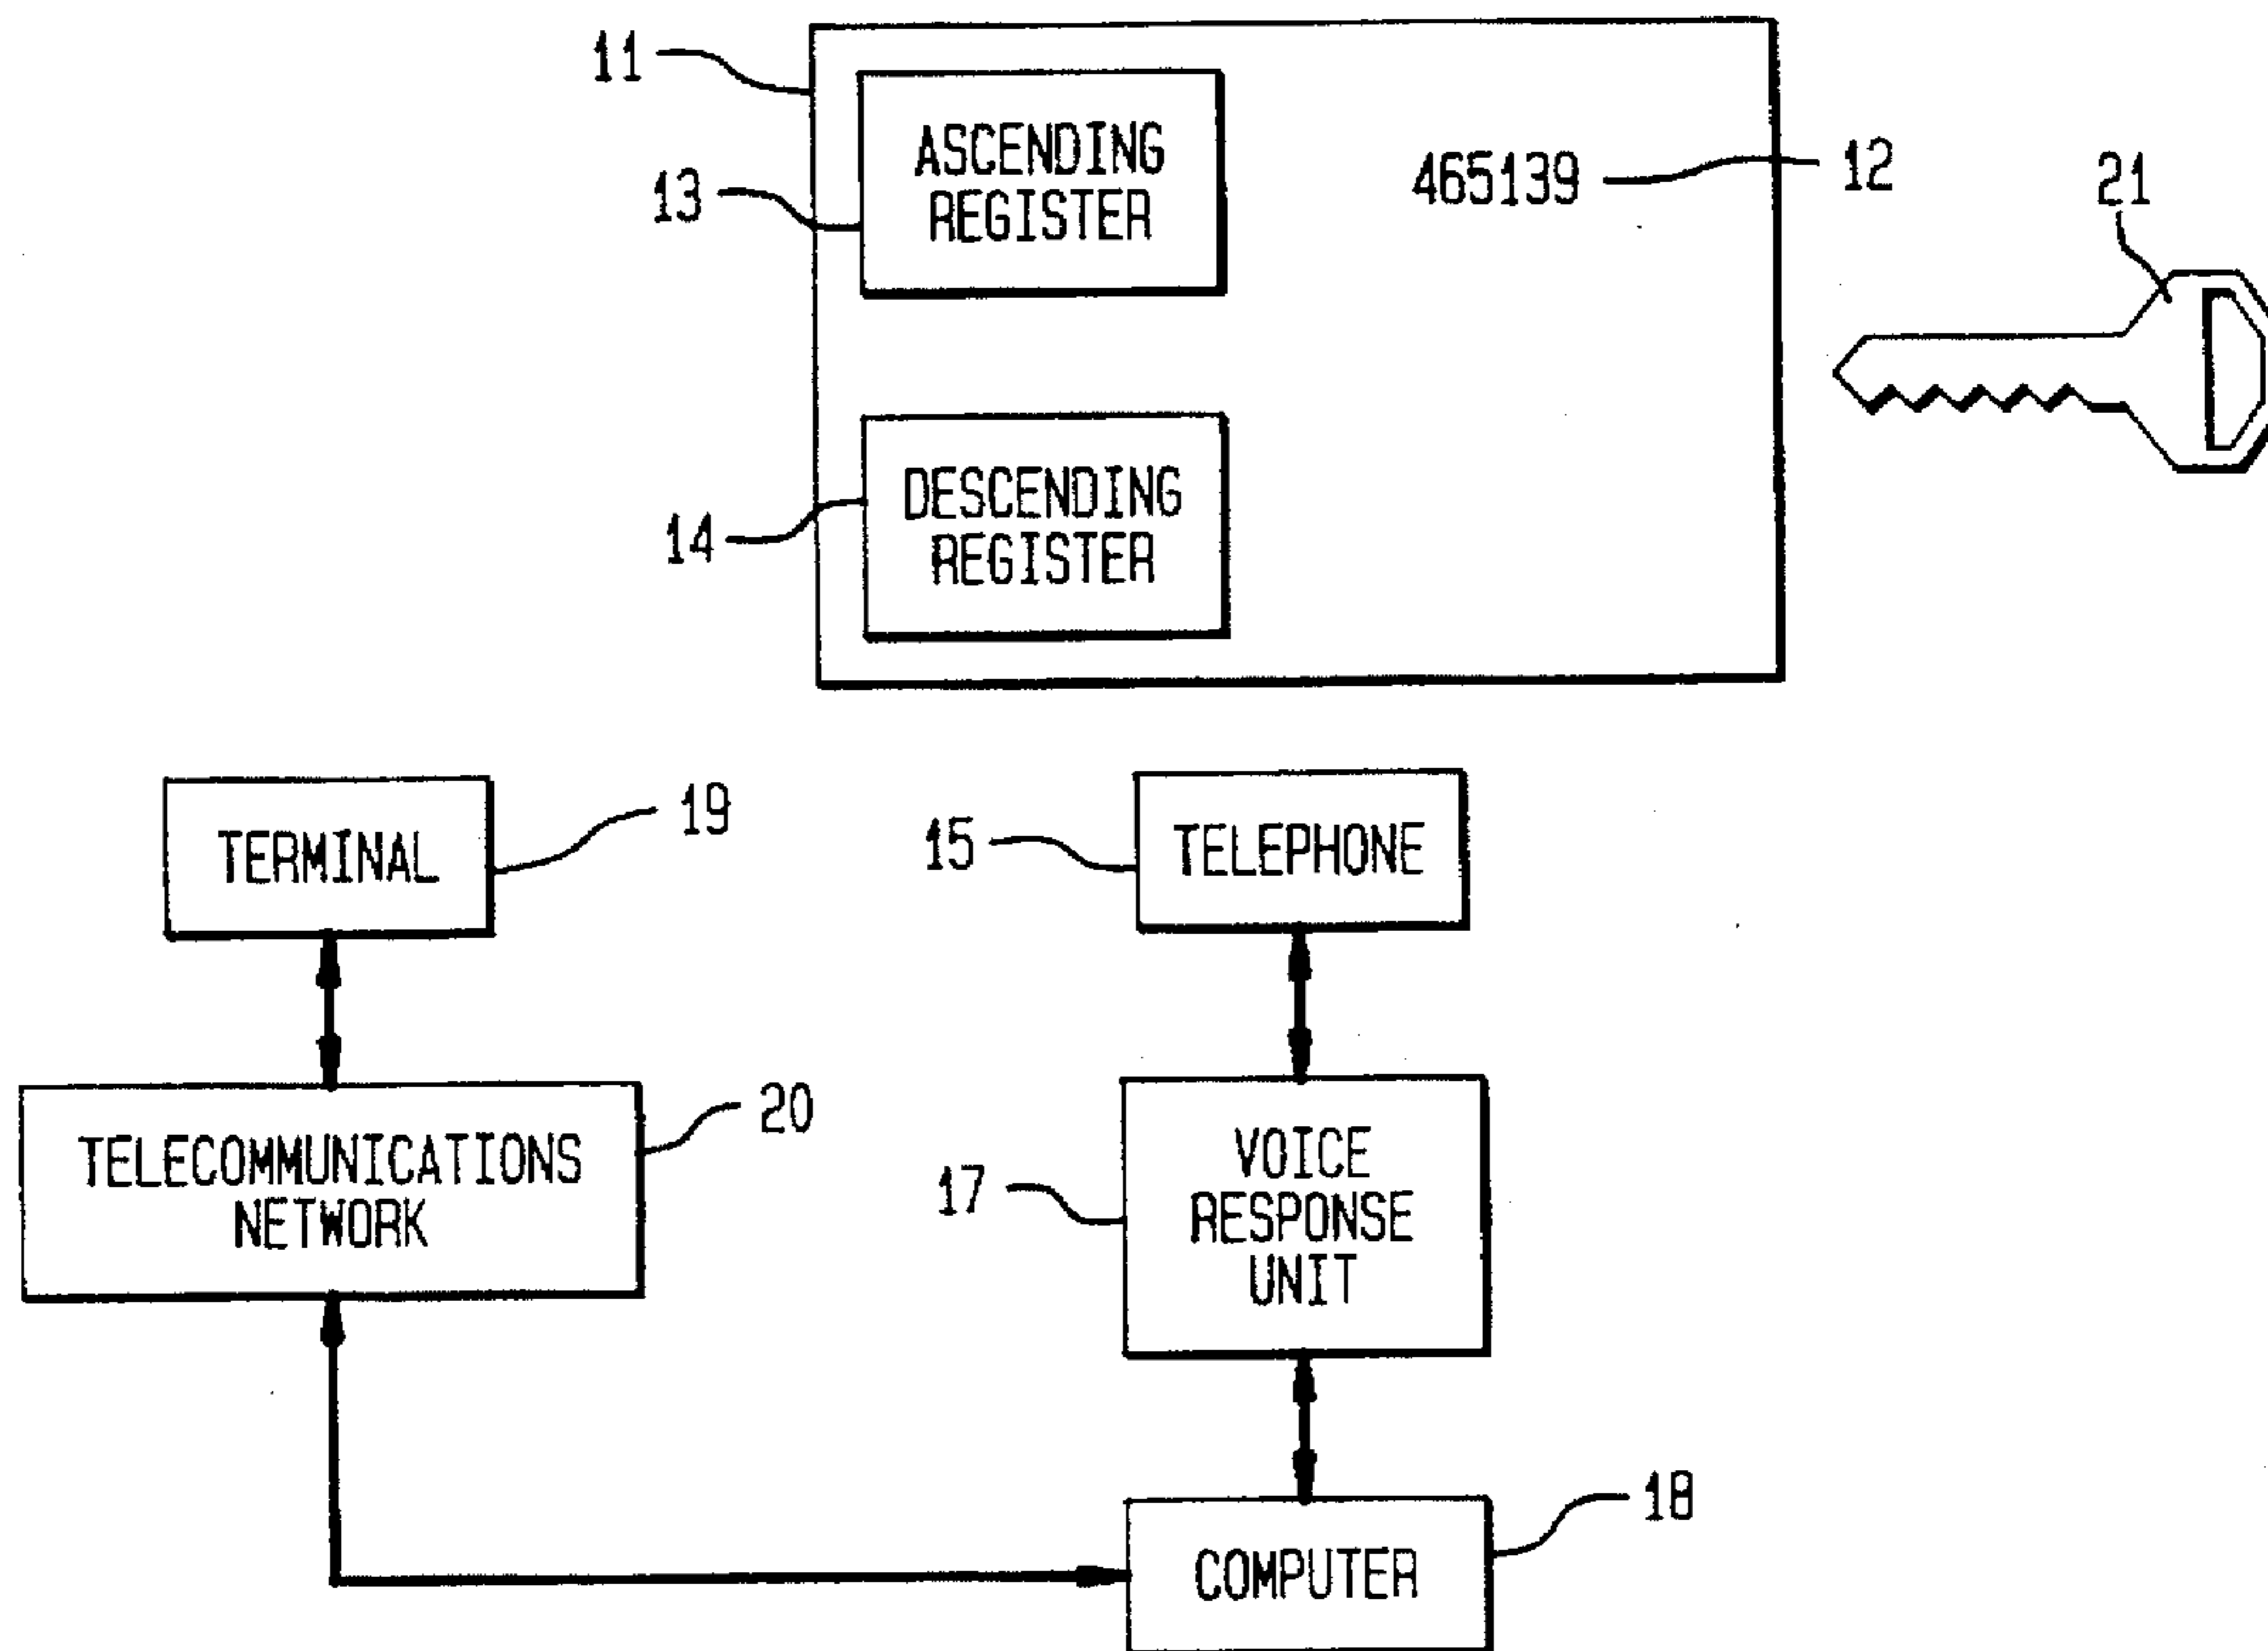 11
ASCENDING
REGISTER
13
465139
12
21
DESCENDING
REGISTER
14
TERMINAL
19
15
TELEPHONE
TELECOMMUNICATIONS
NETWORK
20
17
VOICE
RESPONSE
UNIT
COMPUTER
18